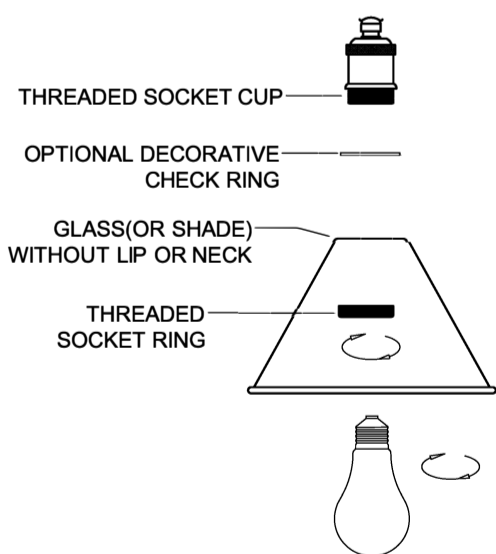 THREADED SOCKET CUP
OPTIONAL DECORATIVE
CHECK RING
GLASS(OR SHADE)
WITHOUT LIP OR NECK
THREADED
SOCKET RING